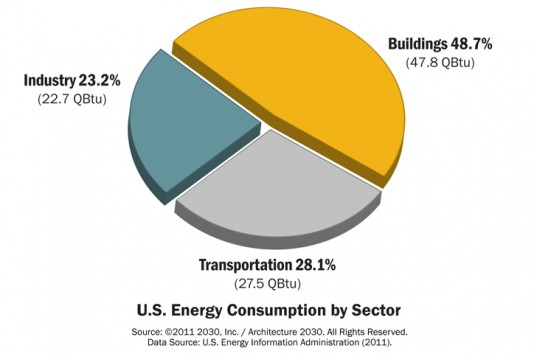 Buildings 48.7%
(47.8 QBtu)
Industry 23.2%
(22.7 QBtu)
Transportation 28.1%
(27.5 QBtu)
U.S. Energy Consumption by Sector
Source: ©2011 2030, Inc. / Architecture 2030. All Rights Reserved.
Data Source: U.S. Energy Information Administration (2011).